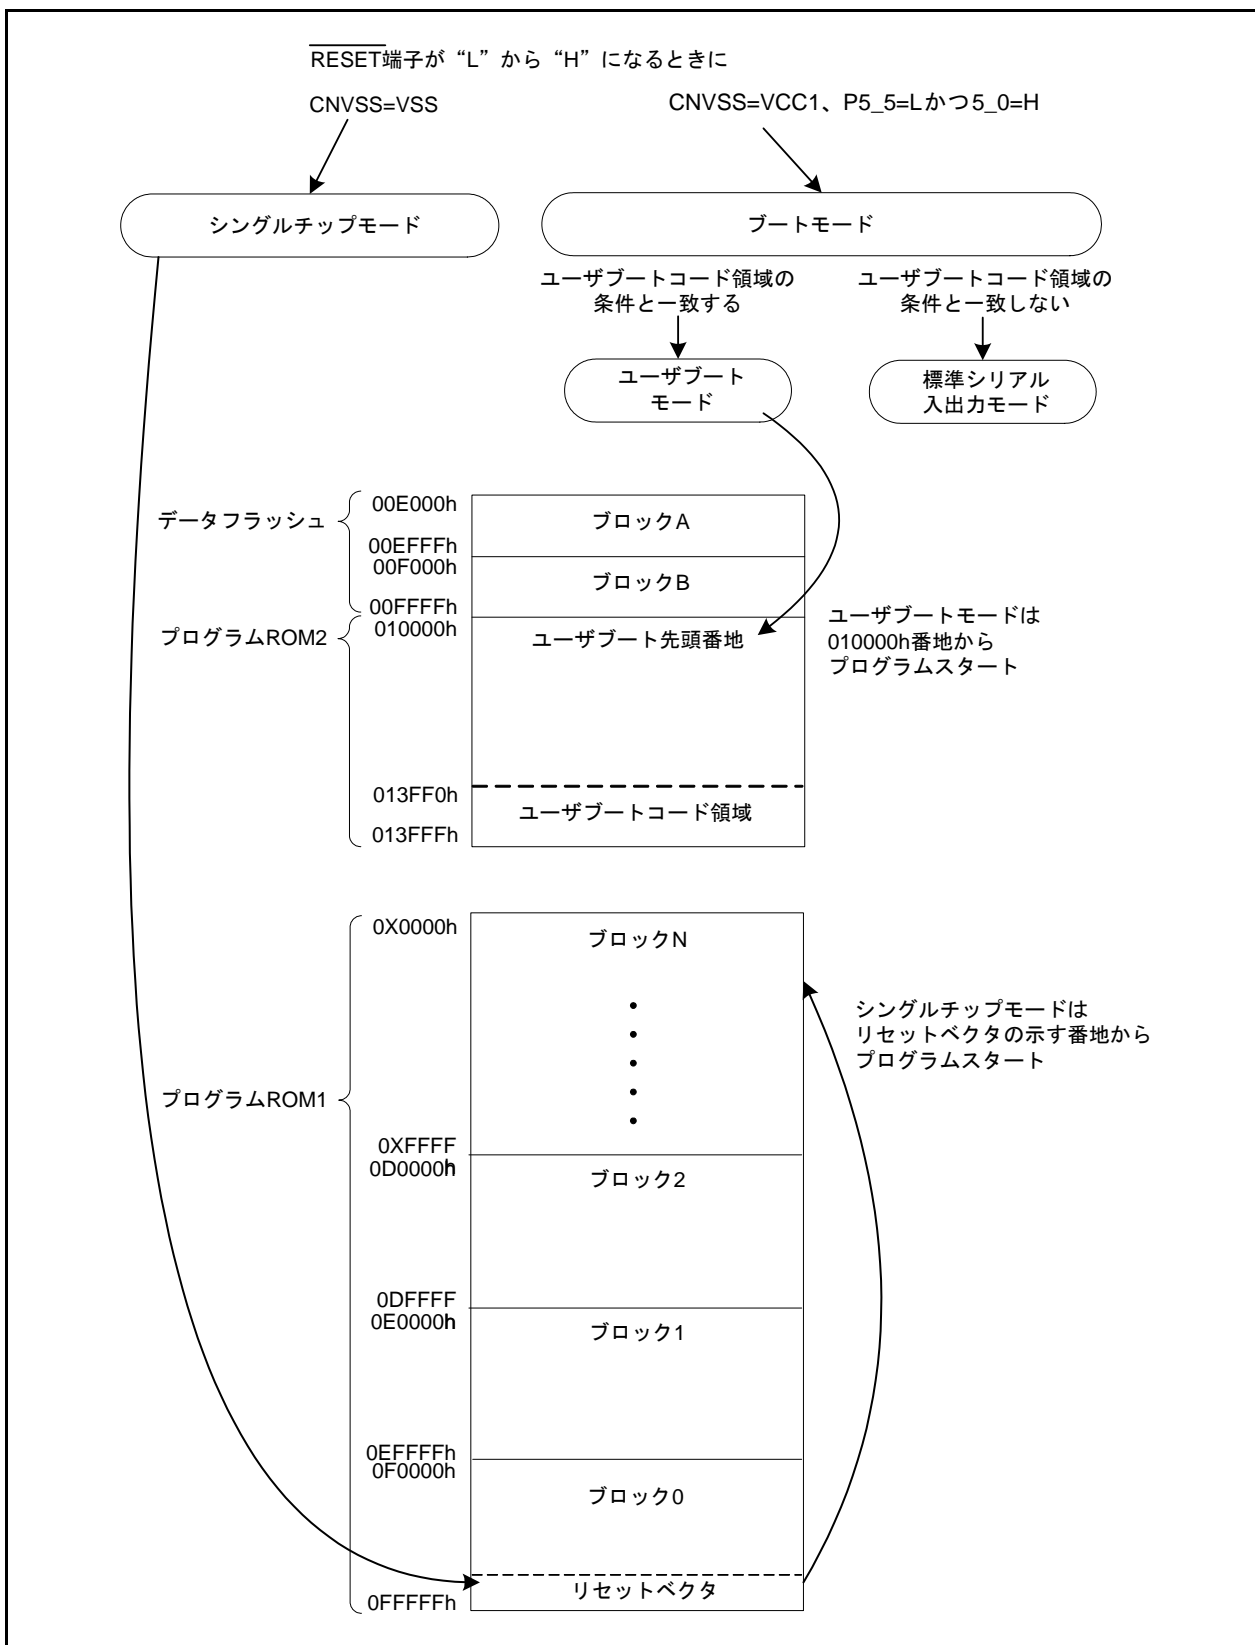 RESET端子が“L”から“H”になるときに
CNVSS=VSS
CNVSS=VCC1、P5_5=Lかつ5_0=H
シングルチップモード
ブートモード
ユーザブートコード領域の
条件と一致する
ユーザブートコード領域の
条件と一致しない
ユーザブート
モード
標準シリアル
入出力モード
データフラッシュ
00E000h
ブロックA
00EFFFh
00F000h
ブロックB
00FFFFh
プログラムROM2
010000h
ユーザブート先頭番地
ユーザブートモードは
010000h番地から
プログラムスタート
013FF0h
ユーザブートコード領域
013FFFh
0X0000h
ブロックN
シングルチップモードは
リセットベクタの示す番地から
プログラムスタート
プログラムROM1
0XFFFF
h
0D0000h
ブロック2
0DFFFF
h
0E0000h
ブロック1
0EFFFFh
0F0000h
ブロック0
リセットベクタ
0FFFFFh